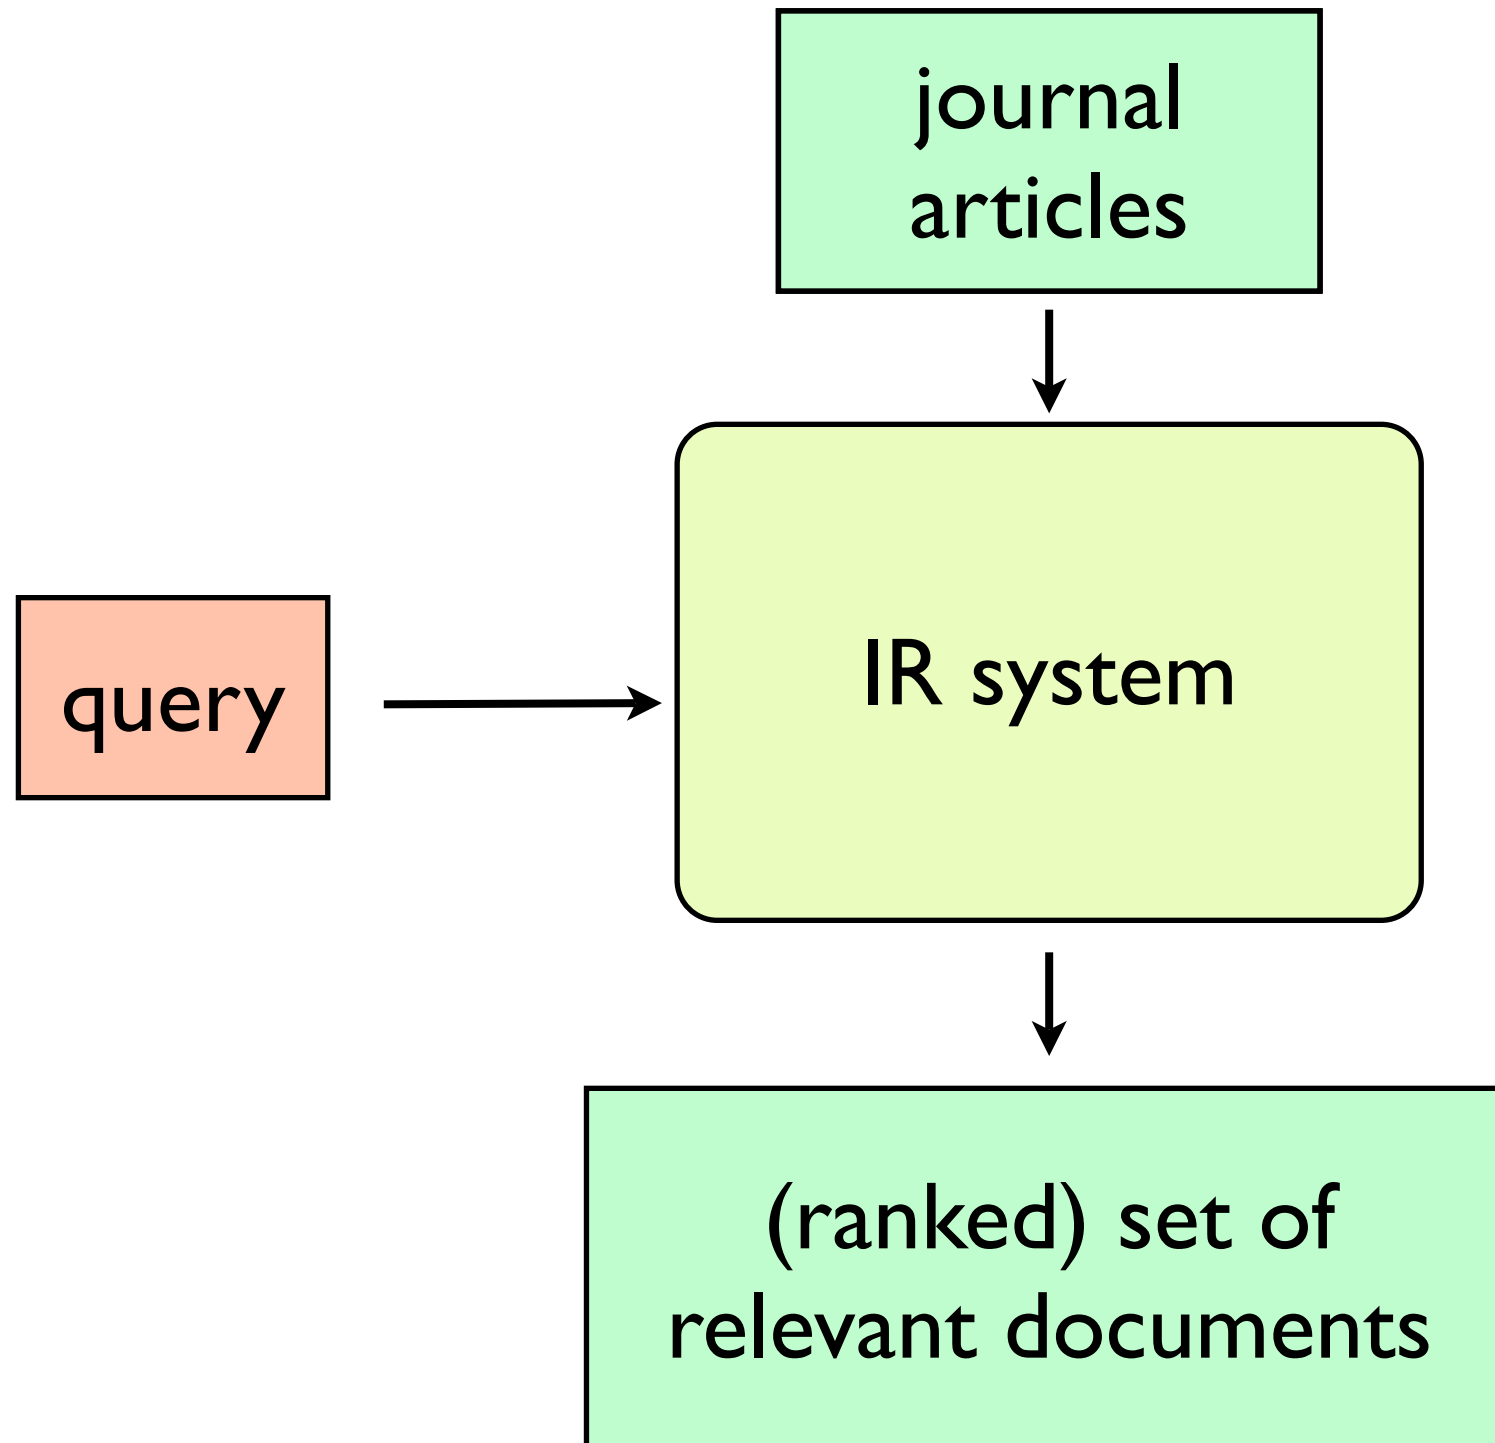 journal
articles
query
IR system
(ranked) set of
relevant documents